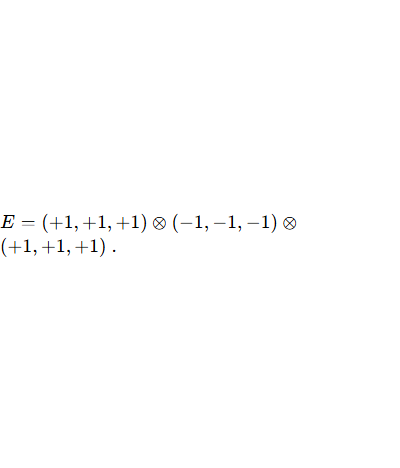 E = (+1, +1, +1) ⊗ (−1, −1, −1) ⊗
(+1, +1, +1) .